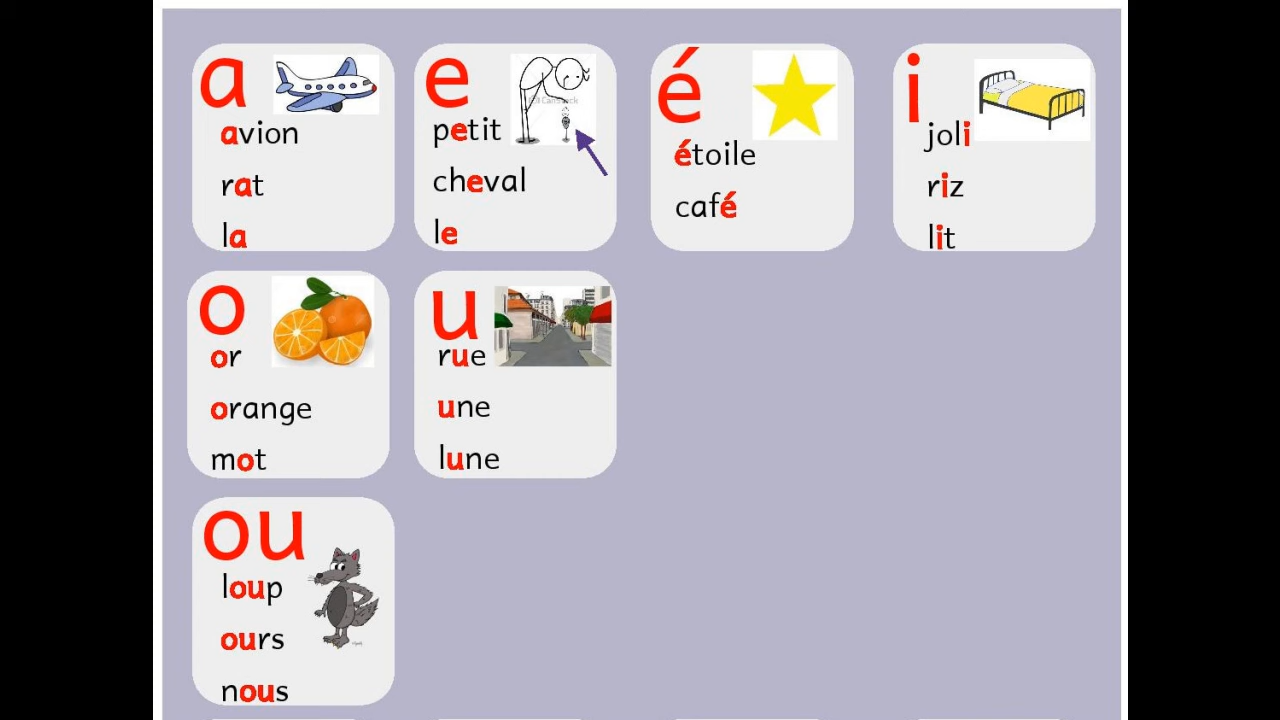 a
avion
rat
la
e
petit
cheval
le
é
étoile
café
i
joli
riz
lit
o
or
orange
mot
u
rue
une
lune
ou
loup
ours
nous